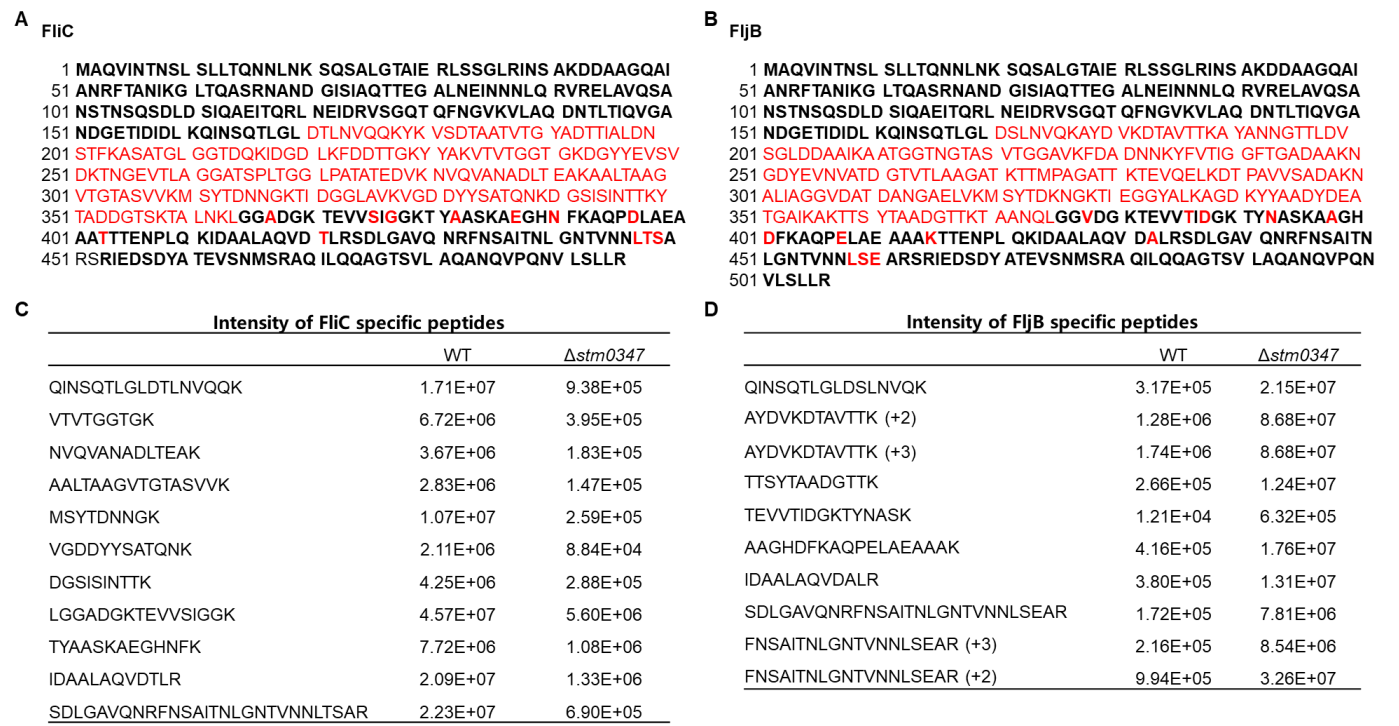 A
FliC
1 MAQVINTNSL SLLTQNNLNK SQSALGTAIE RLSSGLRINS AKDDAAGQAI
51 ANRFTANIKG LTQASRNAND GISIAQTTEG ALNEINNNLQ RVRELAVQSA
101 NSTNSQSDLD SIQAEITQRL NEIDRVSGQT QFNGVKVLAQ DNTLTIQVGA
151 NDGETIDIDL KQINSQTLGL DTLNVQQKYK VSDTAATVTG YADTTIALDN
201 STFKASATGL GGTDQKIDGD LKFDDTTGKY YAKVTVTGGT GKDGYYEVSV
251 DKTNGEVTLA GGATSPLTGG LPATATEDVK NVQVANADLT EAKAALTAAG
301 VTGTASVVKM SYTDNNGKTI DGGLAVKVGD DYYSATQNKD GSISINTTKY
351 TADDGTSKTA LNKLGGADGK TEVVSIGGKT YAASKAEGHN FKAQPDLAEA
401 AATTTENPLQ KIDAALAQVD TLRSDLGAVQ NRFNSAITNL GNTVNNLTSA
451 RSRIEDSDYA TEVSNMSRAQ ILQQAGTSVL AQANQVPQNV LSLLR
B
FljB
1 MAQVINTNSL SLLTQNNLNK SQSALGTAIE RLSSGLRINS AKDDAAGQAI
51 ANRFTANIKG LTQASRNAND GISIAQTTEG ALNEINNNLQ RVRELAVQSA
101 NSTNSQSDLD SIQAEITQRL NEIDRVSGQT QFNGVKVLAQ DNTLTIQVGA
151 NDGETIDIDL KQINSQTLGL DSLNVQKAYD VKDTAVTTKA YANNGTTLDV
201 SGLDDAAIKA ATGGTNGTAS VTGGAVKFDA DNNKYFVTIG GFTGADAAKN
251 GDYEVNVATD GTVTLAAGAT KTTMPAGATT KTEVQELKDT PAVVSADAKN
301 ALIAGGVDAT DANGAELVKM SYTDKNGKTI EGGYALKAGD KYYAADYDEA
351 TGAIKAKTTS YTAADGTTKT AANQLGGVDG KTEVVTIDGK TYNASKAAGH
401 DFKAQPELAE AAAKTTENPL QKIDAALAQV DALRSDLGAV QNRFNSAITN
451 LGNTVNNLSE ARSRIEDSDY ATEVSNMSRA QILQQAGTSV LAQANQVPQN
501 VLSLLR
C
Intensity of FliC specific peptides
WT Δstm0347
QINSQTLGLDTLNVQQK 1.71E+07 9.38E+05
VTVTGGTGK 6.72E+06 3.95E+05
NVQVANADLTEAK 3.67E+06 1.83E+05
AALTAAGVTGTASVVK 2.83E+06 1.47E+05
MSYTDNNGK 1.07E+07 2.59E+05
VGDDYYSATQNK 2.11E+06 8.84E+04
DGSISINTTK 4.25E+06 2.88E+05
LGGADGKTEVVSIGGK 4.57E+07 5.60E+06
TYAASKAEGHNFK 7.72E+06 1.08E+06
IDAALAQVDTLR 2.09E+07 1.33E+06
SDLGAVQNRFNSAITNLGNTVNNLTSAR 2.23E+07 6.90E+05
D
Intensity of FljB specific peptides
WT Δstm0347
QINSQTLGLDSLNVQK 3.17E+05 2.15E+07
AYDVKDTAVTTK (+2) 1.28E+06 8.68E+07
AYDVKDTAVTTK (+3) 1.74E+06 8.68E+07
TTSYTAADGTTK 2.66E+05 1.24E+07
TEVVTIDGKTYNASK 1.21E+04 6.32E+05
AAGHDFKAQPELAEAAAK 4.16E+05 1.76E+07
IDAALAQVDALR 3.80E+05 1.31E+07
SDLGAVQNRFNSAITNLGNTVNNLSEAR 1.72E+05 7.81E+06
FNSAITNLGNTVNNLSEAR (+3) 2.16E+05 8.54E+06
FNSAITNLGNTVNNLSEAR (+2) 9.94E+05 3.26E+07